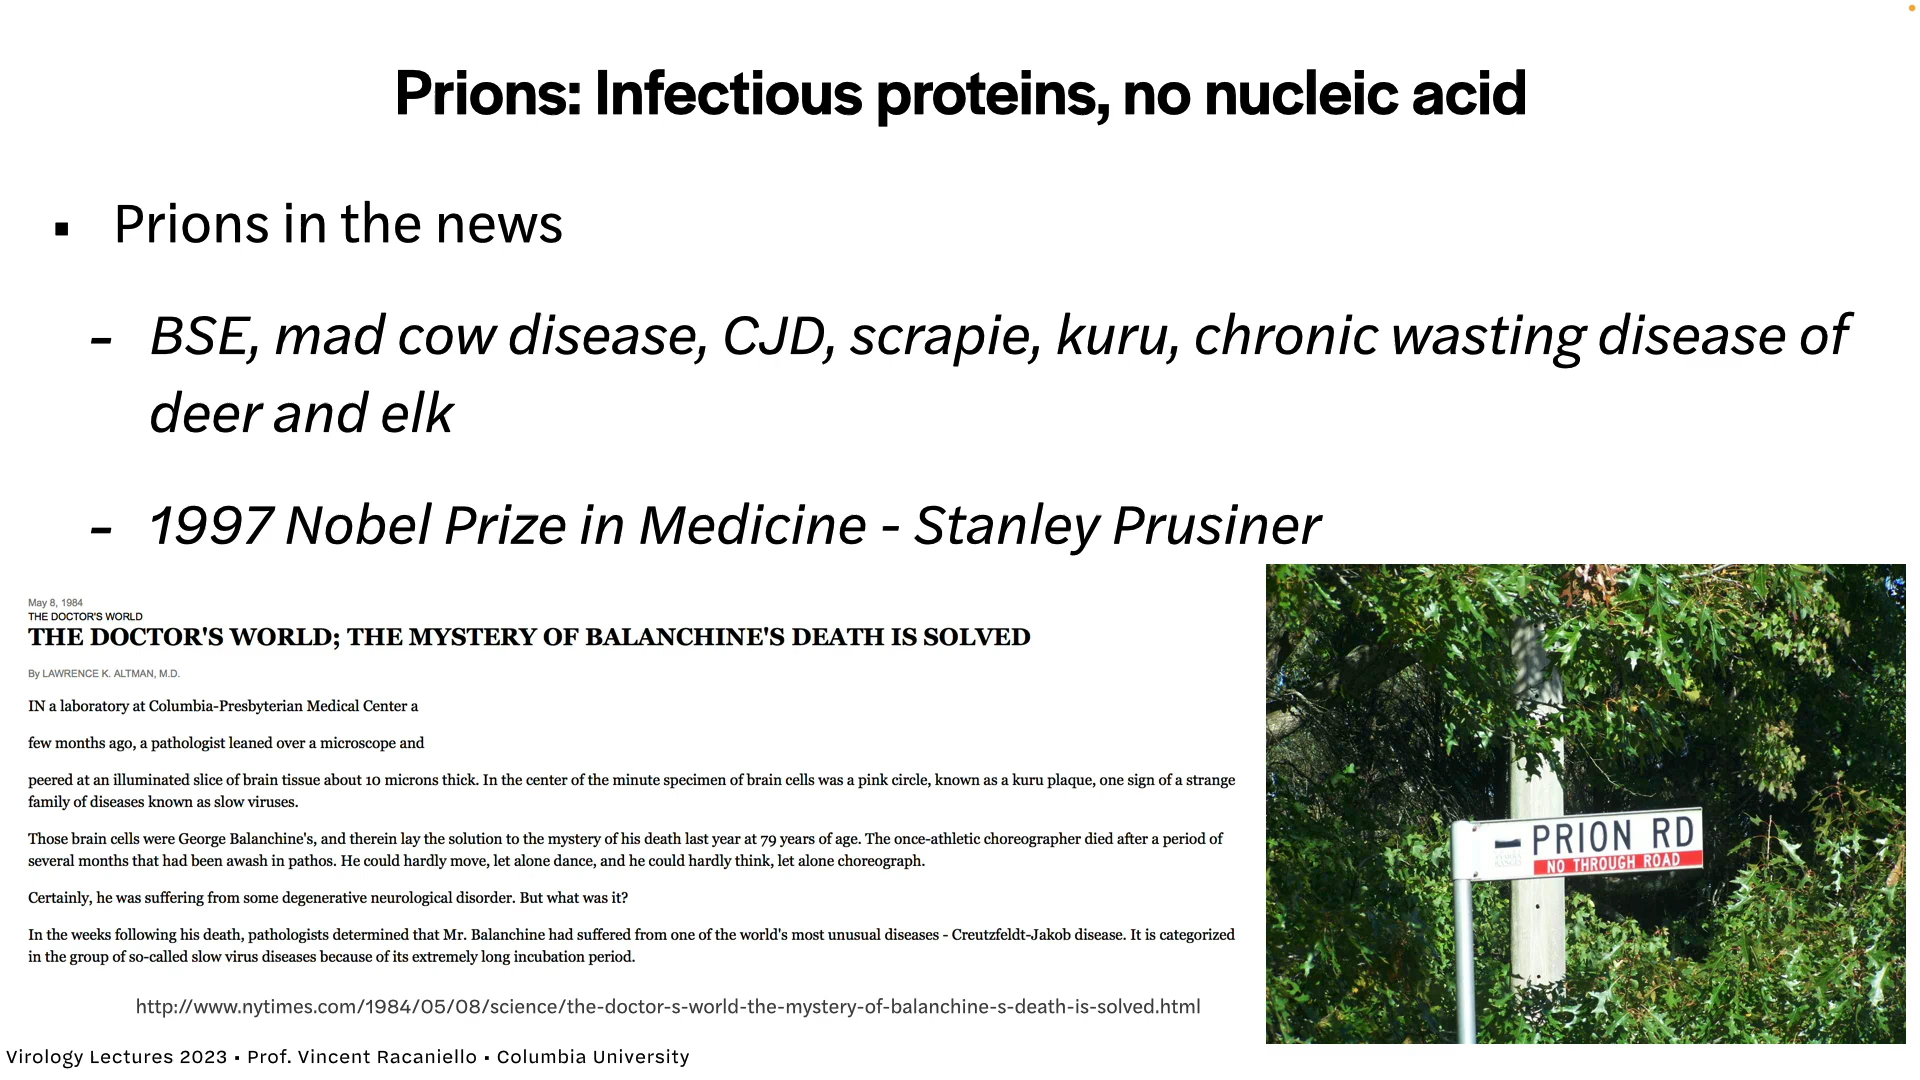 Prions: Infectious proteins, no nucleic acid
▪ Prions in the news
- BSE, mad cow disease, CJD, scrapie, kuru, chronic wasting disease of
deer and elk
- 1997 Nobel Prize in Medicine - Stanley Prusiner
May 8, 1984
THE DOCTOR'S WORLD
THE DOCTOR'S WORLD; THE MYSTERY OF BALANCHINE'S DEATH IS SOLVED
By LAWRENCE K. ALTMAN, M.D.
IN a laboratory at Columbia-Presbyterian Medical Center a
few months ago, a pathologist leaned over a microscope and
peered at an illuminated slice of brain tissue about 10 microns thick. In the center of the minute specimen of brain cells was a pink circle, known as a kuru plaque, one sign of a strange
family of diseases known as slow viruses.
Those brain cells were George Balanchine's, and therein lay the solution to the mystery of his death last year at 79 years of age. The once-athletic choreographer died after a period of
several months that had been awash in pathos. He could hardly move, let alone dance, and he could hardly think, let alone choreograph.
Certainly, he was suffering from some degenerative neurological disorder. But what was it?
In the weeks following his death, pathologists determined that Mr. Balanchine had suffered from one of the world's most unusual diseases - Creutzfeldt-Jakob disease. It is categorized
in the group of so-called slow virus diseases because of its extremely long incubation period.
http://www.nytimes.com/1984/05/08/science/the-doctor-s-world-the-mystery-of-balanchine-s-death-is-solved.html
PRION RD
NO THROUGH ROAD
Virology Lectures 2023 ▪ Prof. Vincent Racaniello ▪ Columbia University